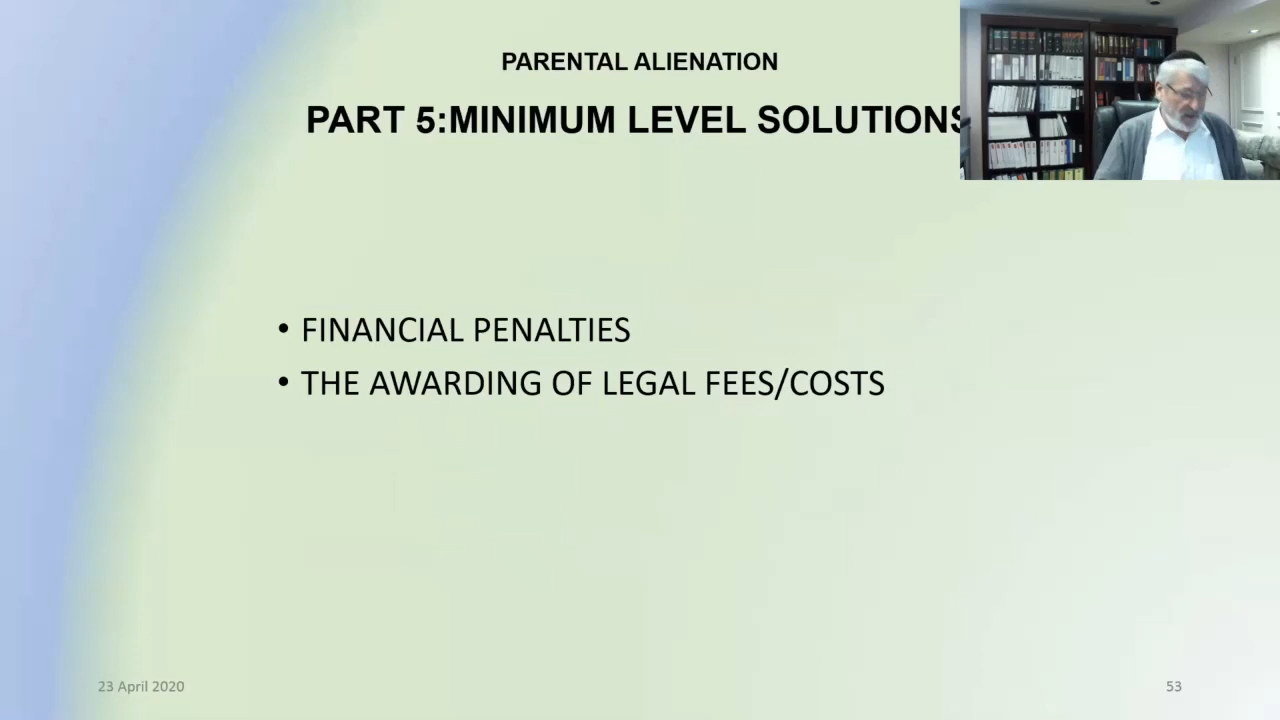 PARENTAL ALIENATION
PART 5:MINIMUM LEVEL SOLUTIONS
• FINANCIAL PENALTIES
• THE AWARDING OF LEGAL FEES/COSTS
23 April 2020
53